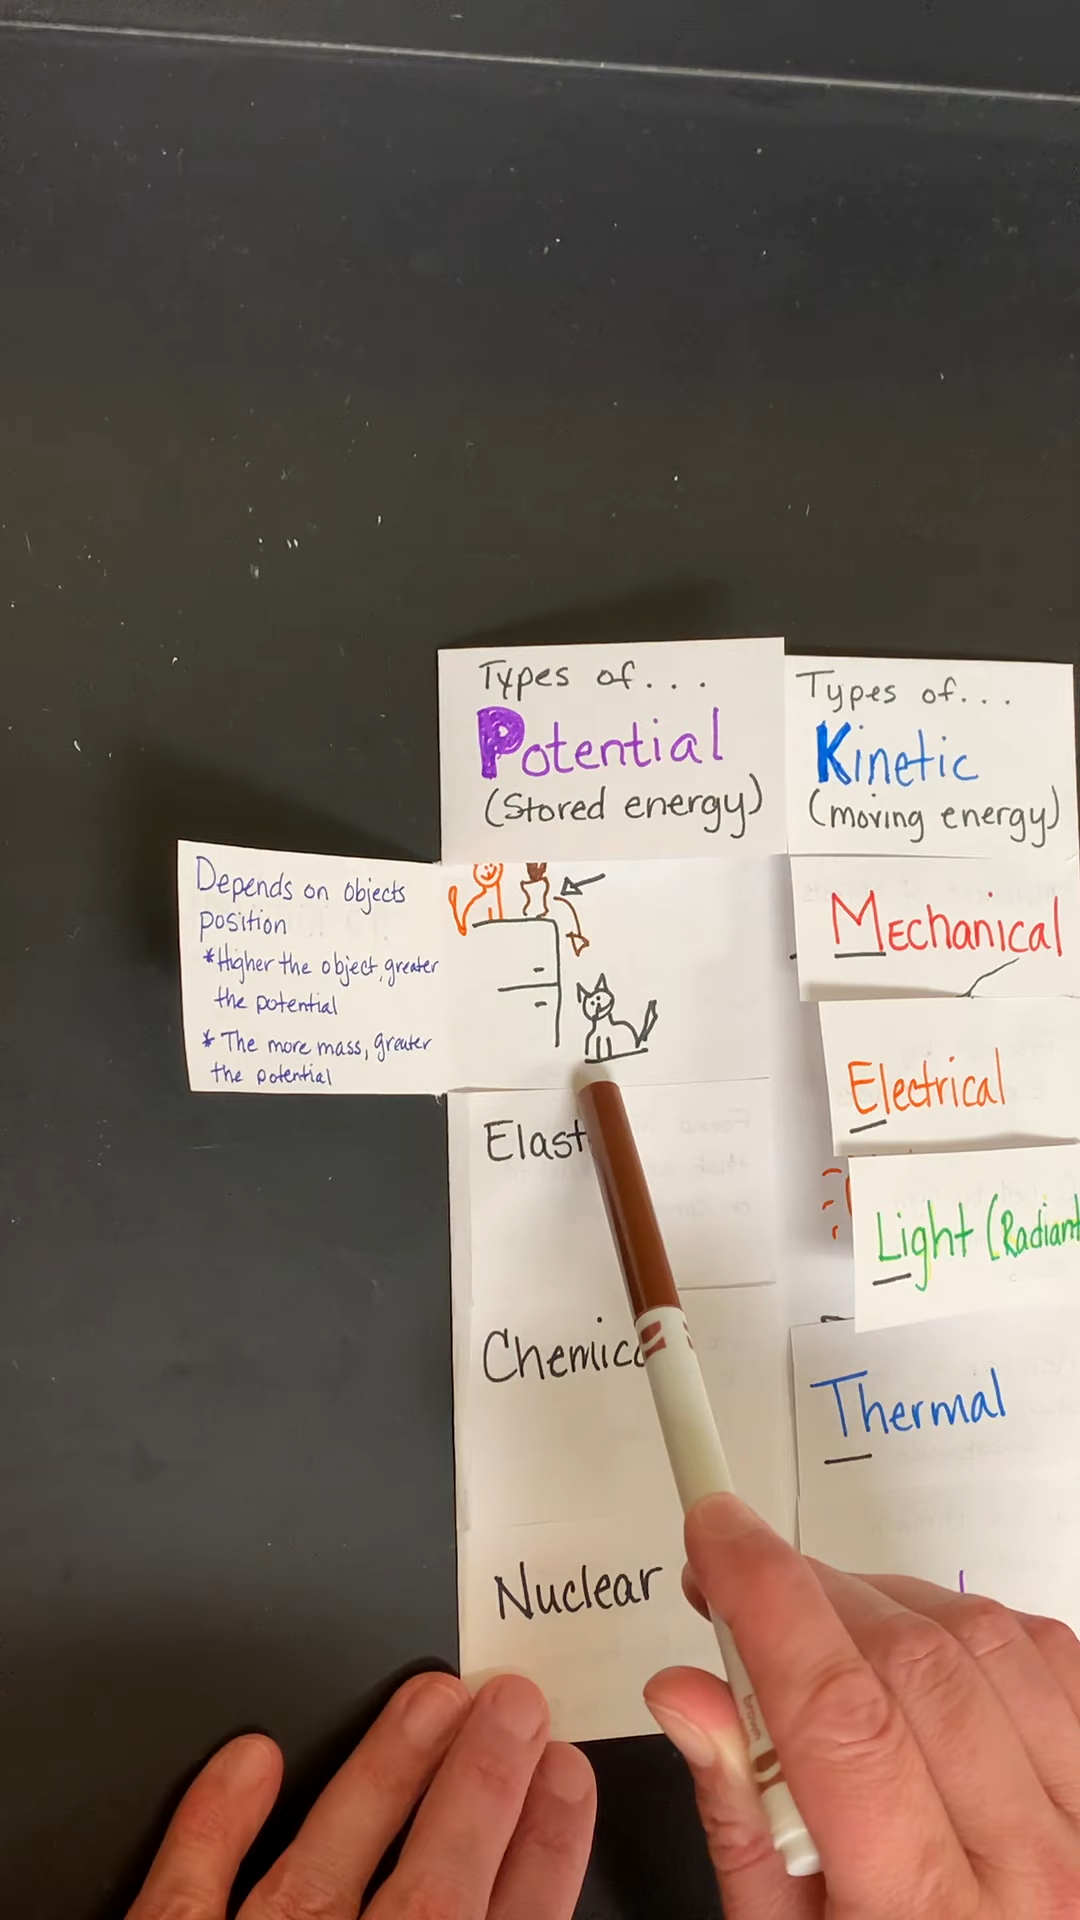 Types of...
Potential
(Stored energy)
Types of...
Kinetic
(moving energy)
Depends on objects
position
*Higher the object, greater
the potential
* The more mass, greater
the potential
Mechanical
Electrical
Light (Radiant
Thermal
Elast
Chemic
Nuclear
brown